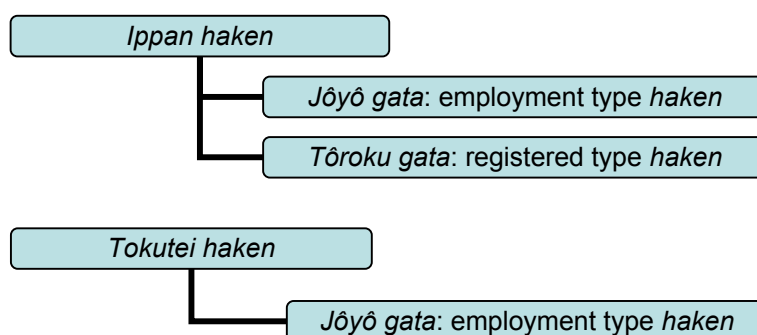 Ippan haken
Jôyô gata: employment type haken
Tôroku gata: registered type haken
Tokutei haken
Jôyô gata: employment type haken